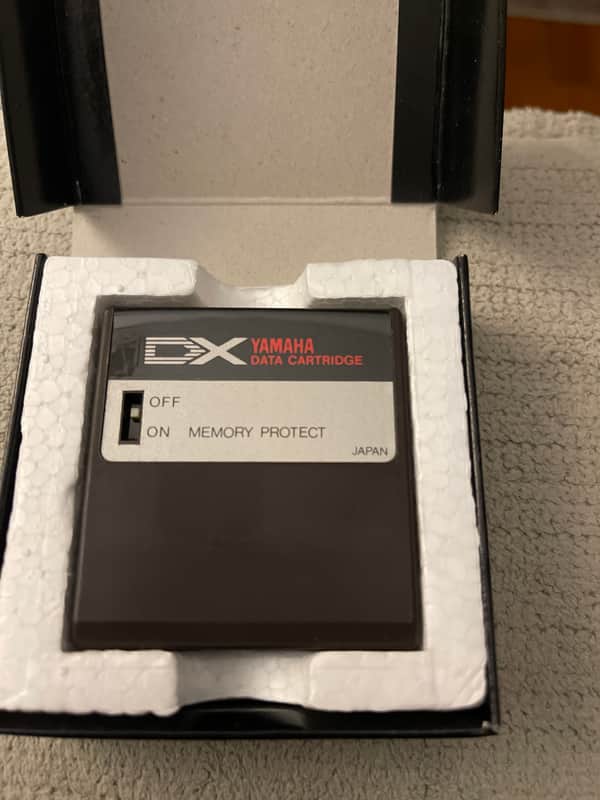 DX YAMAHA
DATA CARTRIDGE
OFF
ON MEMORY PROTECT
JAPAN